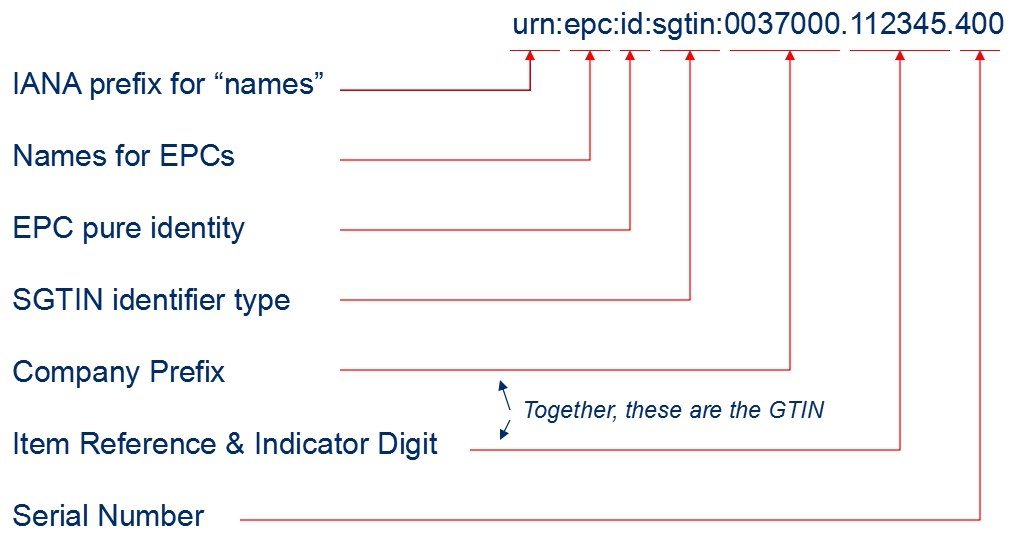 urn:epc:id:sgtin:0037000.112345.400
IANA prefix for “names”
Names for EPCs
EPC pure identity
SGTIN identifier type
Company Prefix
Together, these are the GTIN
Item Reference & Indicator Digit
Serial Number